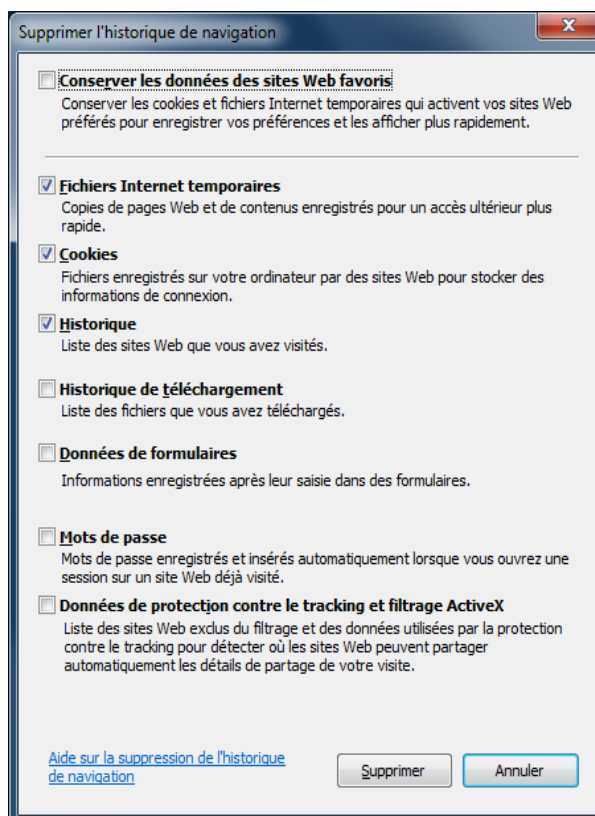 Supprimer l'historique de navigation
Conserver les données des sites Web favoris
Conserver les cookies et fichiers Internet temporaires qui activent vos sites Web
préférés pour enregistrer vos préférences et les afficher plus rapidement.
Fichiers Internet temporaires
Copies de pages Web et de contenus enregistrés pour un accès ultérieur plus
rapide.
Cookies
Fichiers enregistrés sur votre ordinateur par des sites Web pour stocker des
informations de connexion.
Historique
Liste des sites Web que vous avez visités.
Historique de téléchargement
Liste des fichiers que vous avez téléchargés.
Données de formulaires
Informations enregistrées après leur saisie dans des formulaires.
Mots de passe
Mots de passe enregistrés et insérés automatiquement lorsque vous ouvrez une
session sur un site Web déjà visité.
Données de protection contre le tracking et filtrage ActiveX
Liste des sites Web exclus du filtrage et des données utilisées par la protection
contre le tracking pour détecter où les sites Web peuvent partager
automatiquement les détails de partage de votre visite.
Aide sur la suppression de l'historique
de navigation
Supprimer
Annuler